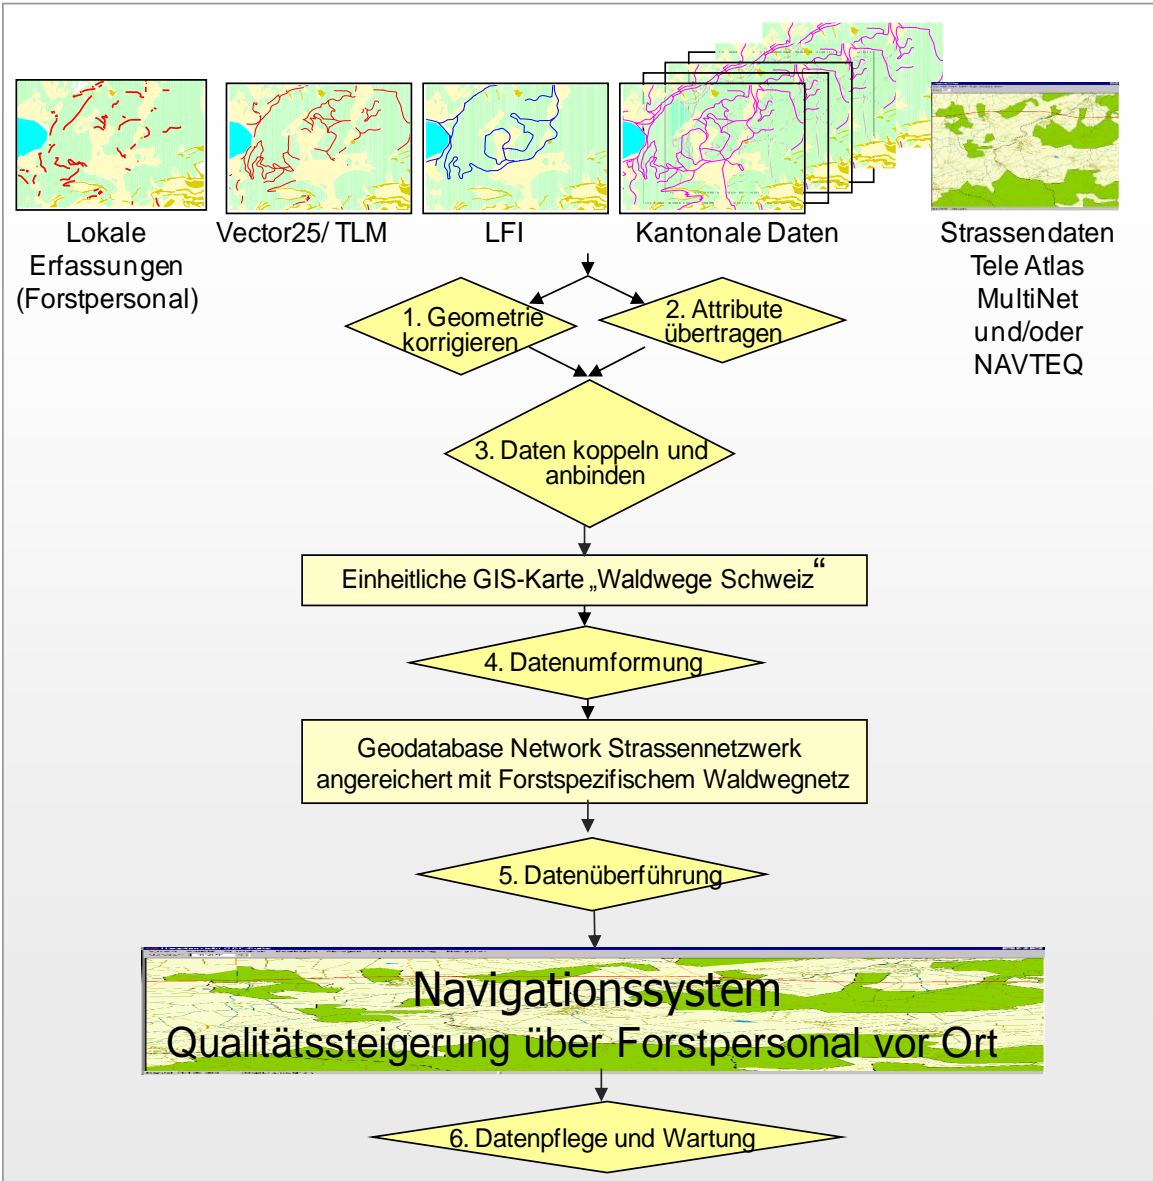 Lokale
Erfassungen
(Forstpersonal)
Vector25/ TLM
LFI
Kantonale Daten
Strassendaten
Tele Atlas
MultiNet
und/oder
NAVTEQ
1. Geometrie
korrigieren
2. Attribute
übertragen
3. Daten koppeln und
anbinden
Einheitliche GIS-Karte „Waldwege Schweiz“
4. Datenumformung
Geodatabase Network Strassennetzwerk
angereichert mit Forstspezifischem Waldwegnetz
5. Datenüberführung
Navigationssystem
Qualitätssteigerung über Forstpersonal vor Ort
6. Datenpflege und Wartung